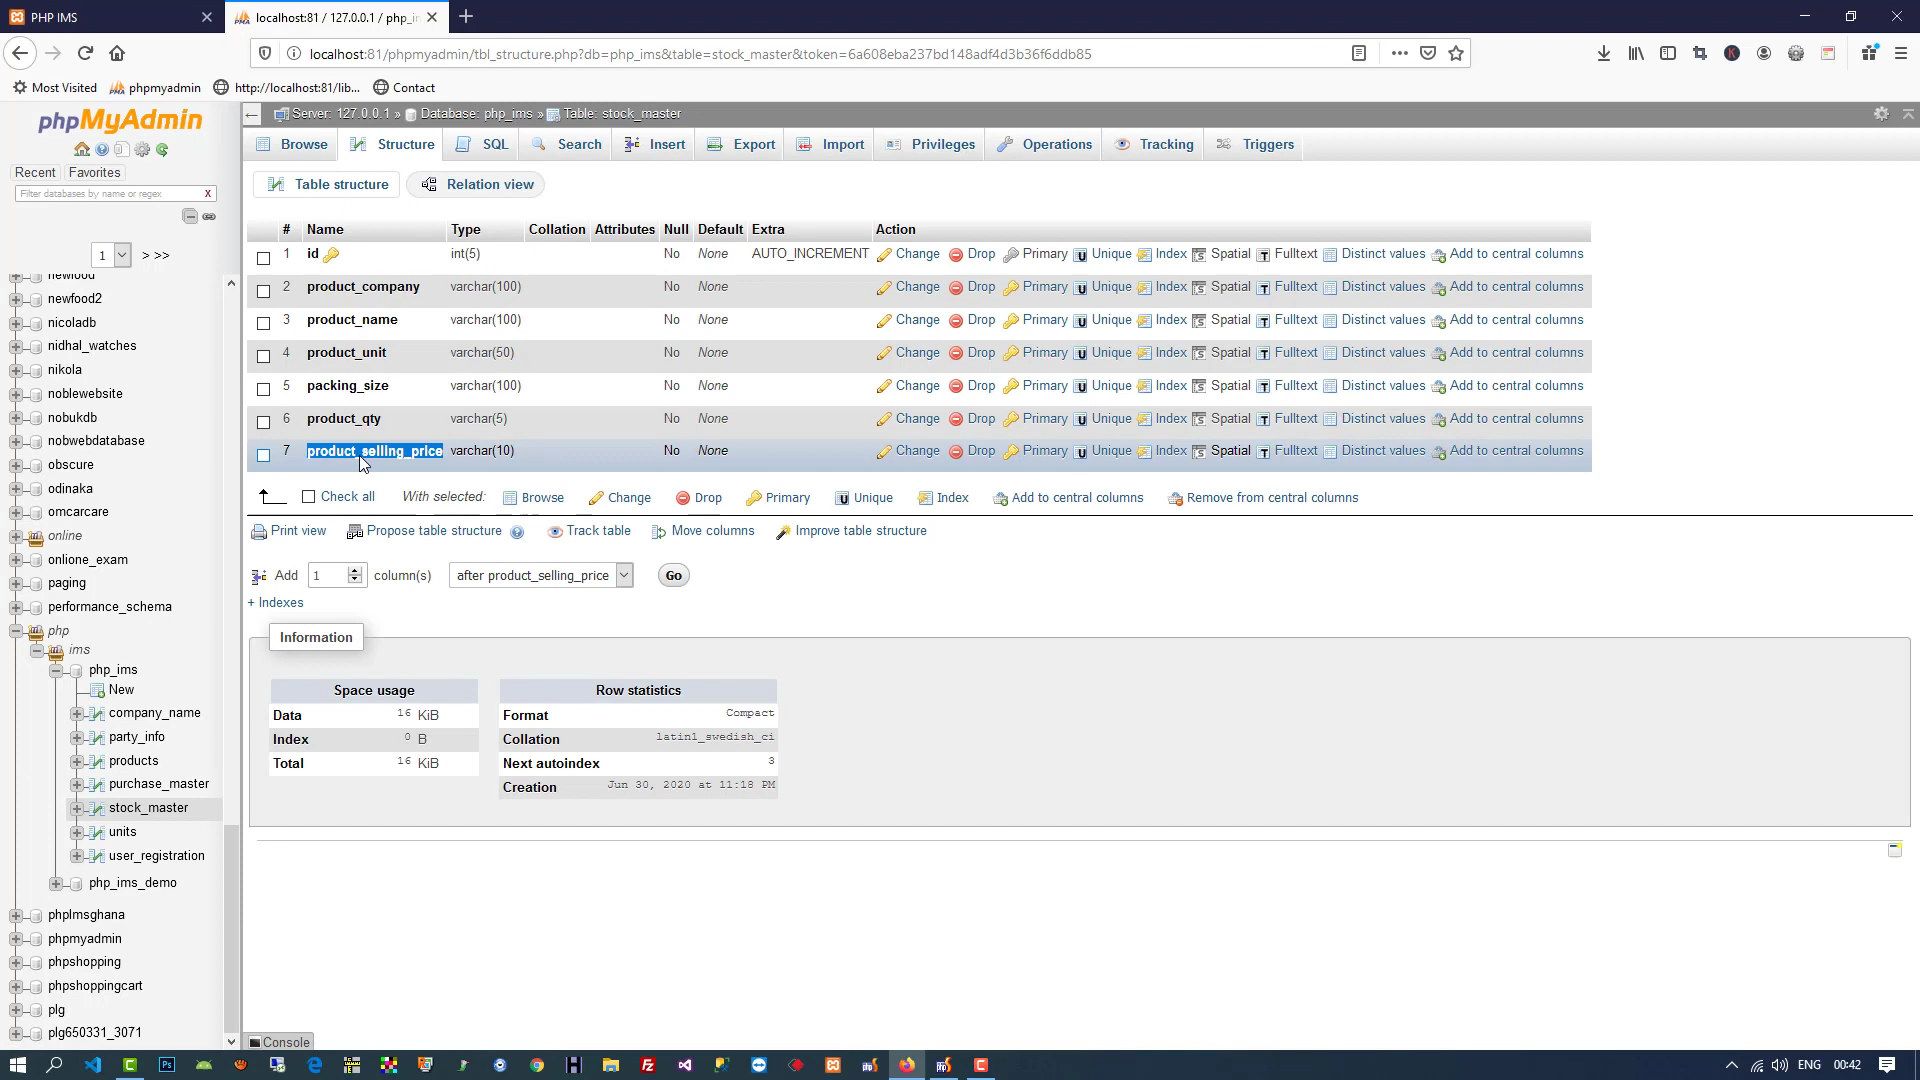 PHP IMS
localhost:81 / 127.0.0.1 / php_in
localhost:81/phpmyadmin/tbl_structure.php?db=php_ims&table=stock_master&token=6a608eba237bd148adf4d3b36f6ddb85
Most Visited phpmyadmin http://localhost:81/lib... Contact
phpMyAdmin
Server: 127.0.0.1 » Database: php_ims » Table: stock_master
Browse Structure SQL Search Insert Export Import Privileges Operations Tracking Triggers
Recent Favorites
Filter databases by name or regex X
Table structure Relation view
1 > >>
# Name Type Collation Attributes Null Default Extra Action
1 id int(5) No None AUTO_INCREMENT Change Drop Primary Unique Index Spatial Fulltext Distinct values Add to central columns
2 product_company varchar(100) No None Change Drop Primary Unique Index Spatial Fulltext Distinct values Add to central columns
3 product_name varchar(100) No None Change Drop Primary Unique Index Spatial Fulltext Distinct values Add to central columns
4 product_unit varchar(50) No None Change Drop Primary Unique Index Spatial Fulltext Distinct values Add to central columns
5 packing_size varchar(100) No None Change Drop Primary Unique Index Spatial Fulltext Distinct values Add to central columns
6 product_qty varchar(5) No None Change Drop Primary Unique Index Spatial Fulltext Distinct values Add to central columns
7 product_selling_price varchar(10) No None Change Drop Primary Unique Index Spatial Fulltext Distinct values Add to central columns
Check all With selected: Browse Change Drop Primary Unique Index Add to central columns Remove from central columns
Print view Propose table structure Track table Move columns Improve table structure
Add 1 column(s) after product_selling_price Go
+ Indexes
Information
Space usage
Data 16 KiB
Index 0 B
Total 16 KiB
Row statistics
Format Compact
Collation latin1_swedish_ci
Next autoindex 3
Creation Jun 30, 2020 at 11:18 PM
newfood
newfood2
nicoladb
nidhal_watches
nikola
noblewebsite
nobukdb
nobwebdatabase
obscure
odinaka
omcarcare
online
onlione_exam
paging
performance_schema
php
ims
php_ims
New
company_name
party_info
products
purchase_master
stock_master
units
user_registration
php_ims_demo
phplmsghana
phpmyadmin
phpshopping
phpshoppingcart
plg
plg650331_3071
Console
ENG 00:42